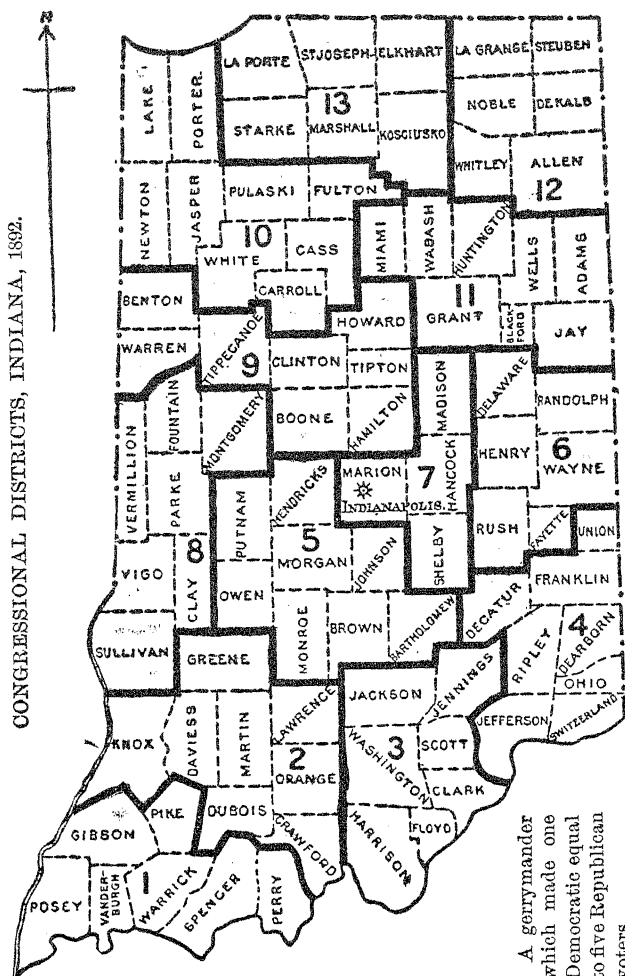 CONGRESSIONAL DISTRICTS, INDIANA, 1892.
N
LAKE
PORTER.
LA PORTE
ST JOSEPH
ELKHART
LA GRANGE
STEUBEN
STARKE
13
MARSHALL
KOSCIUSKO
NOBLE
DEKALB
NEWTON
JASPER
PULASKI
FULTON
WHITLEY
ALLEN
12
10
WHITE
CASS
MIAMI
WABASH
HUNTINGTON
BENTON
CARROLL
11
GRANT
WELLS
ADAMS
WARREN
TIPPECANOE
9
CLINTON
HOWARD
TIPTON
BLACK-
FORD
JAY
VERMILLION
FOUNTAIN
MONTGOMERY
BOONE
HAMILTON
MADISON
DELAWARE
RANDOLPH
PARKE
PUTNAM
HENDRICKS
MARION
INDIANAPOLIS.
7
HANCOCK
HENRY
6
WAYNE
VIGO
CLAY
8
OWEN
5
MORGAN
JOHNSON
SHELBY
RUSH
FAYETTE
UNION
SULLIVAN
GREENE
MONROE
BROWN
BARTHOLOMEW
DECATUR
FRANKLIN
KNOX
DAVIESS
MARTIN
LAWRENCE
JACKSON
JENNINGS
RIPLEY
4
DEARBORN
OHIO
SWITZERLAND
JEFFERSON
2
ORANGE
WASHINGTON
3
SCOTT
CLARK
GIBSON
PIKE
DUBOIS
CRAWFORD
HARRISON
FLOYD
POSEY
VANDER-
BURGH
1
WARRICK
SPENCER
PERRY
A gerrymander
which made one
Democratic equal
to five Republican
voters.